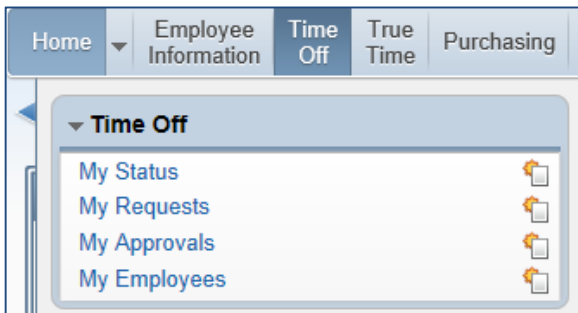 Home
Employee
Information
Time
Off
True
Time
Purchasing
Time Off
My Status
My Requests
My Approvals
My Employees